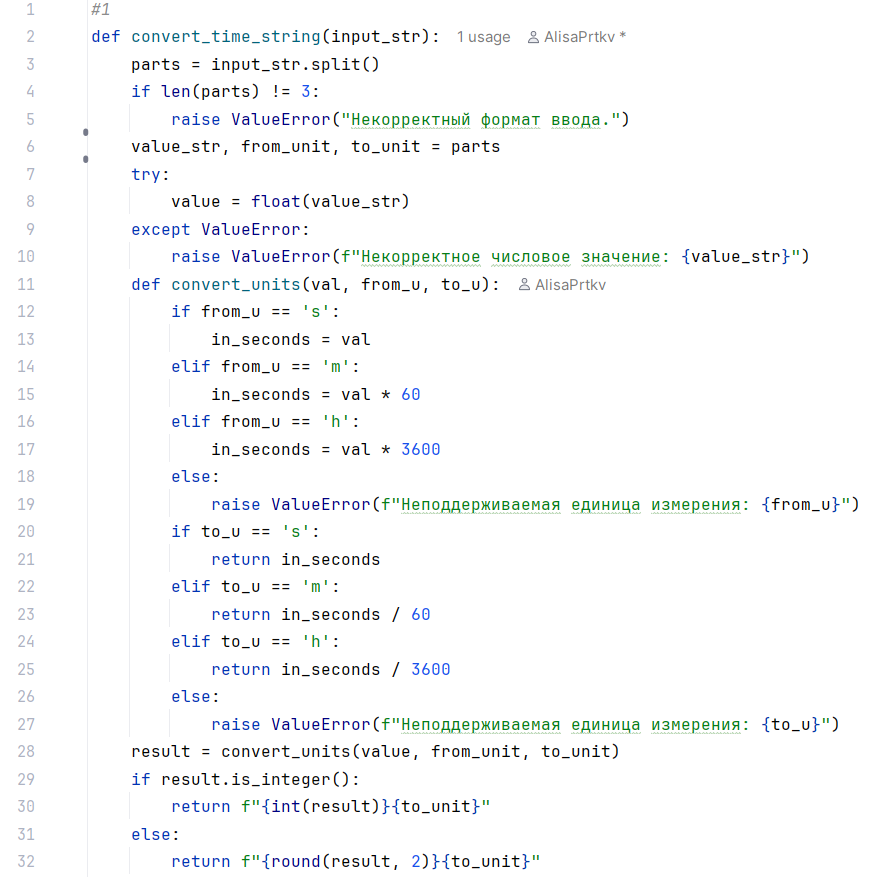 1 #1
2 def convert_time_string(input_str): 1 usage AlisaPrtkv *
3     parts = input_str.split()
4     if len(parts) != 3:
5         raise ValueError("Некорректный формат ввода.")
6     value_str, from_unit, to_unit = parts
7     try:
8         value = float(value_str)
9     except ValueError:
10         raise ValueError(f"Некорректное числовое значение: {value_str}")
11     def convert_units(val, from_u, to_u): AlisaPrtkv
12         if from_u == 's':
13             in_seconds = val
14         elif from_u == 'm':
15             in_seconds = val * 60
16         elif from_u == 'h':
17             in_seconds = val * 3600
18         else:
19             raise ValueError(f"Неподдерживаемая единица измерения: {from_u}")
20         if to_u == 's':
21             return in_seconds
22         elif to_u == 'm':
23             return in_seconds / 60
24         elif to_u == 'h':
25             return in_seconds / 3600
26         else:
27             raise ValueError(f"Неподдерживаемая единица измерения: {to_u}")
28     result = convert_units(value, from_unit, to_unit)
29     if result.is_integer():
30         return f"{int(result)}{to_unit}"
31     else:
32         return f"{round(result, 2)}{to_unit}"